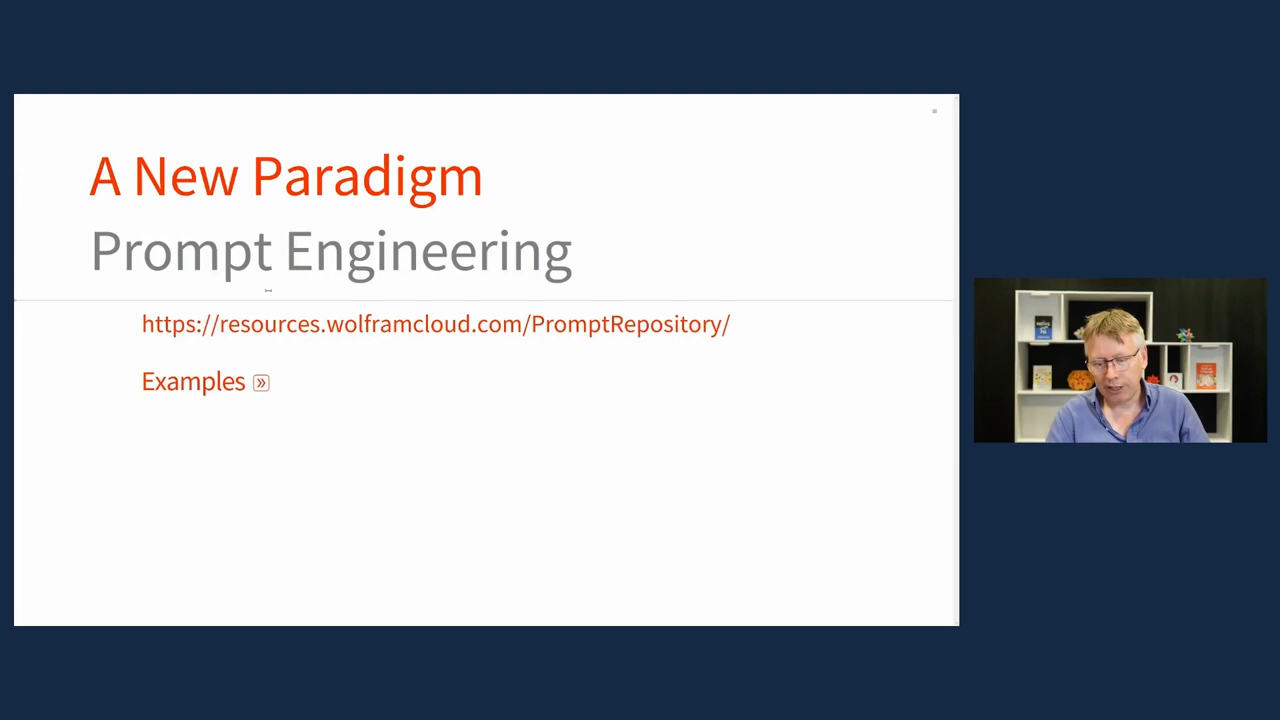 A New Paradigm
Prompt Engineering
https://resources.wolframcloud.com/PromptRepository/
Examples